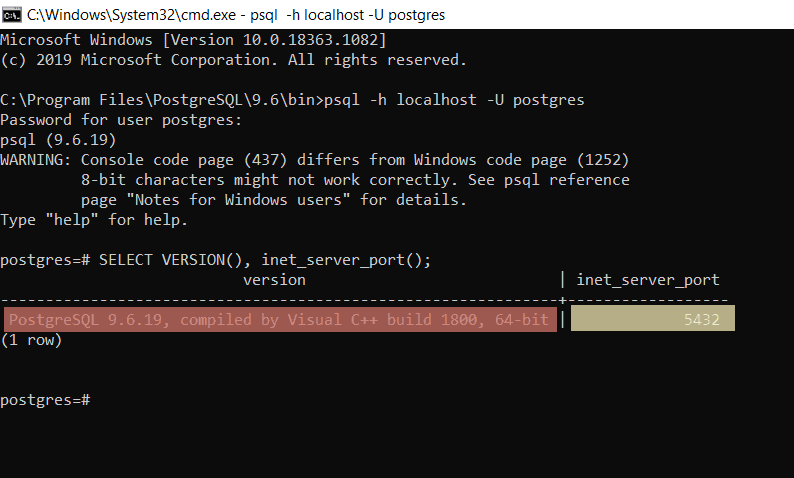 C:\Windows\System32\cmd.exe - psql -h localhost -U postgres
Microsoft Windows [Version 10.0.18363.1082]
(c) 2019 Microsoft Corporation. All rights reserved.
C:\Program Files\PostgreSQL\9.6\bin>psql -h localhost -U postgres
Password for user postgres:
psql (9.6.19)
WARNING: Console code page (437) differs from Windows code page (1252)
         8-bit characters might not work correctly. See psql reference
         page "Notes for Windows users" for details.
Type "help" for help.
postgres=# SELECT VERSION(), inet_server_port();
                           version                            | inet_server_port
--------------------------------------------------------------+------------------
 PostgreSQL 9.6.19, compiled by Visual C++ build 1800, 64-bit |             5432
(1 row)
postgres=#